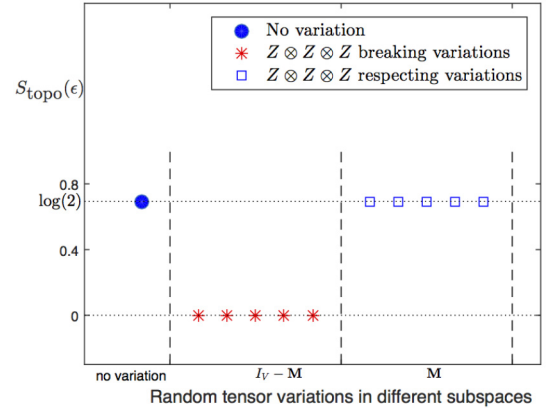 No variation
Z ⊗ Z ⊗ Z breaking variations
Z ⊗ Z ⊗ Z respecting variations
S_topo(ϵ)
0.8
log(2)
0.4
0
no variation
I_V − M
M
Random tensor variations in different subspaces